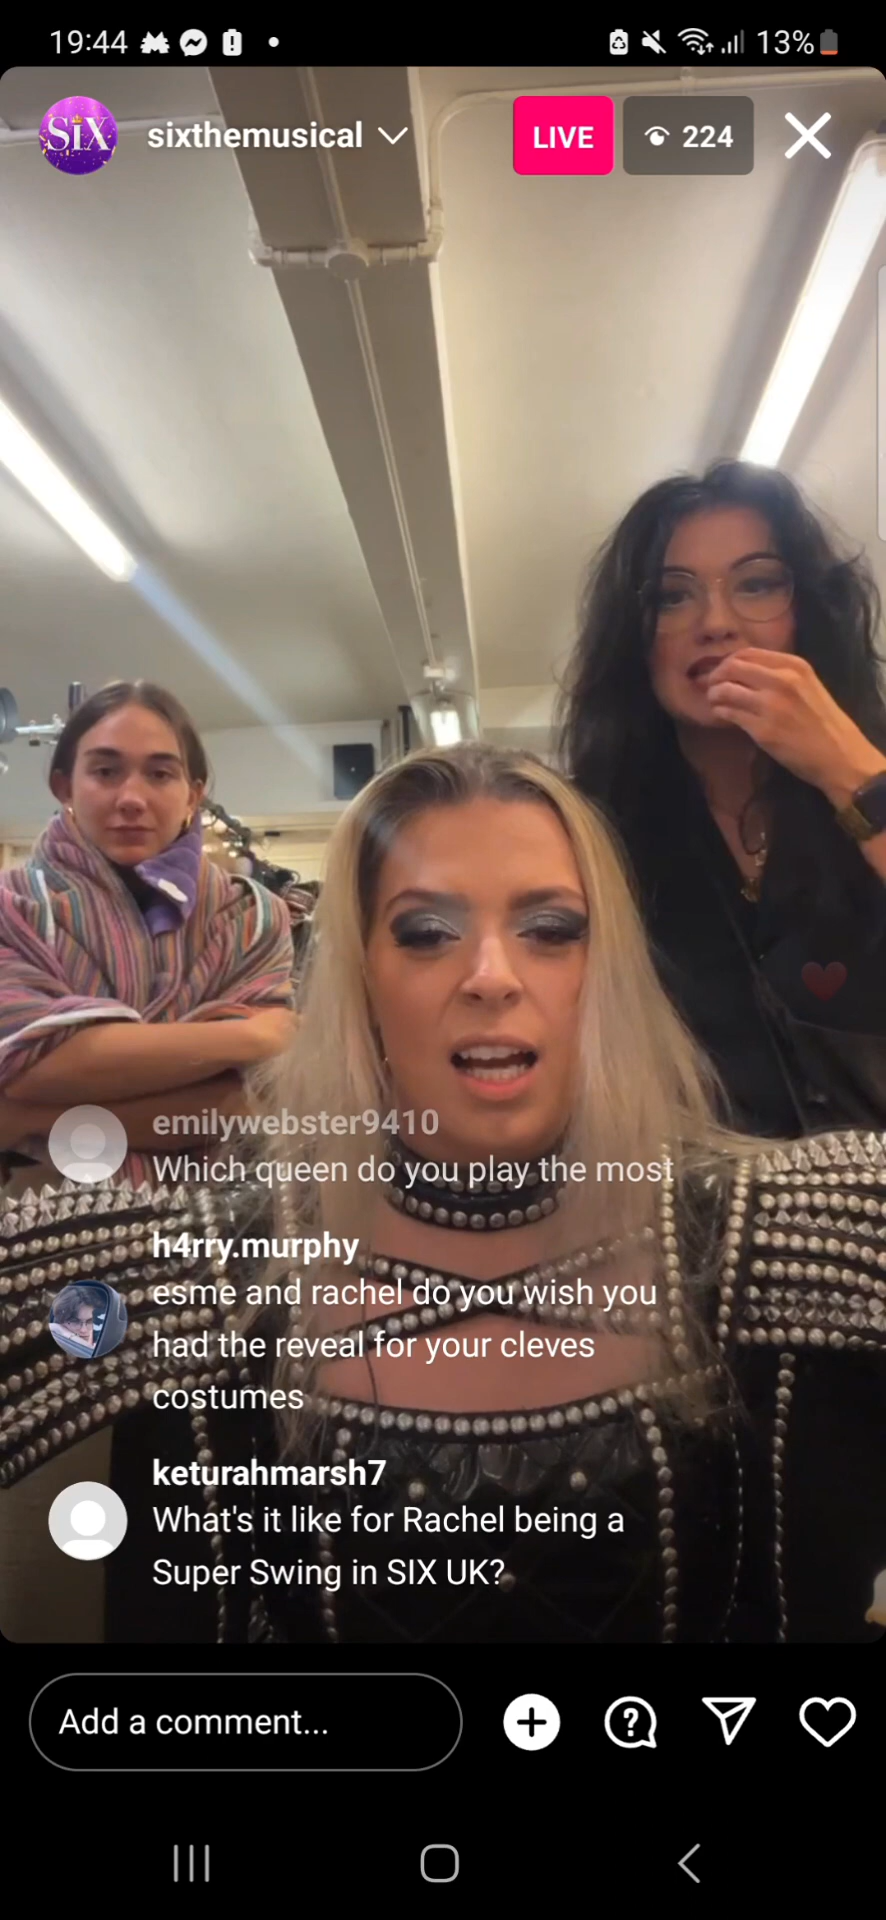 19:44
13%
SiX
sixthemusical
LIVE
224
emilywebster9410
Which queen do you play the most
h4rry.murphy
esme and rachel do you wish you
had the reveal for your cleves
costumes
keturahmarsh7
What's it like for Rachel being a
Super Swing in SIX UK?
Add a comment...